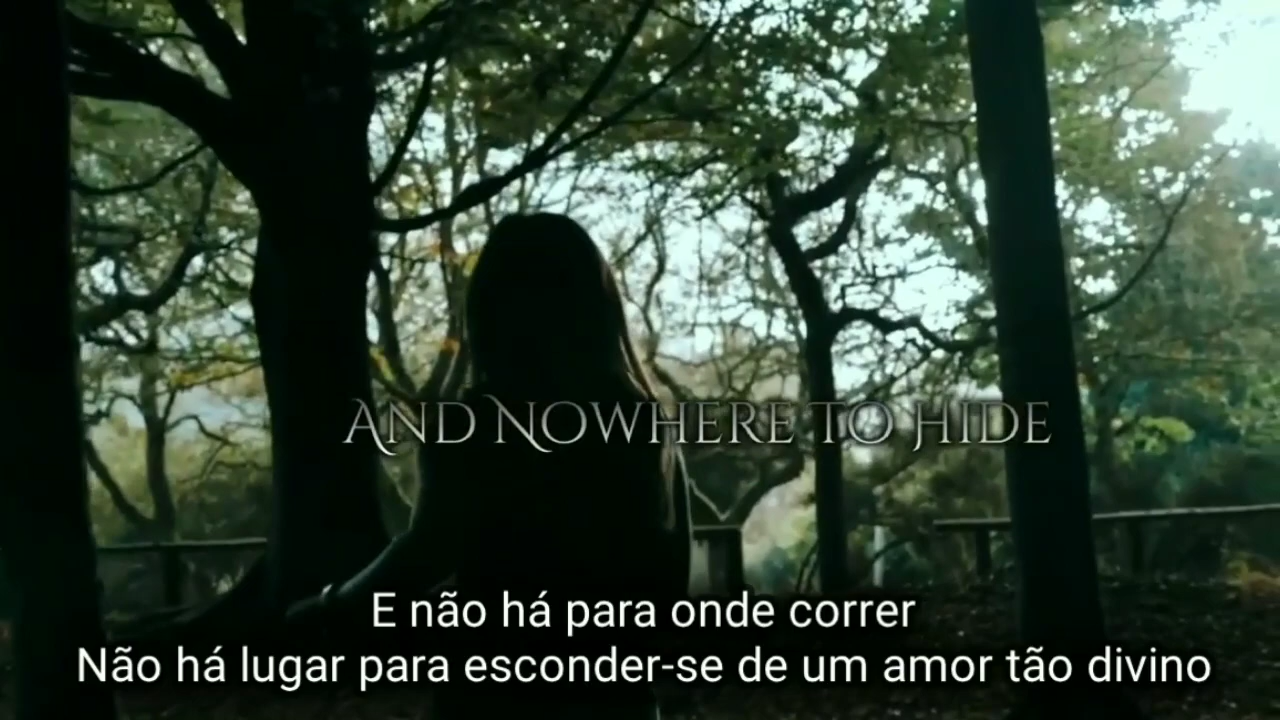 AND NOWHERE TO HIDE
E não há para onde correr
Não há lugar para esconder-se de um amor tão divino